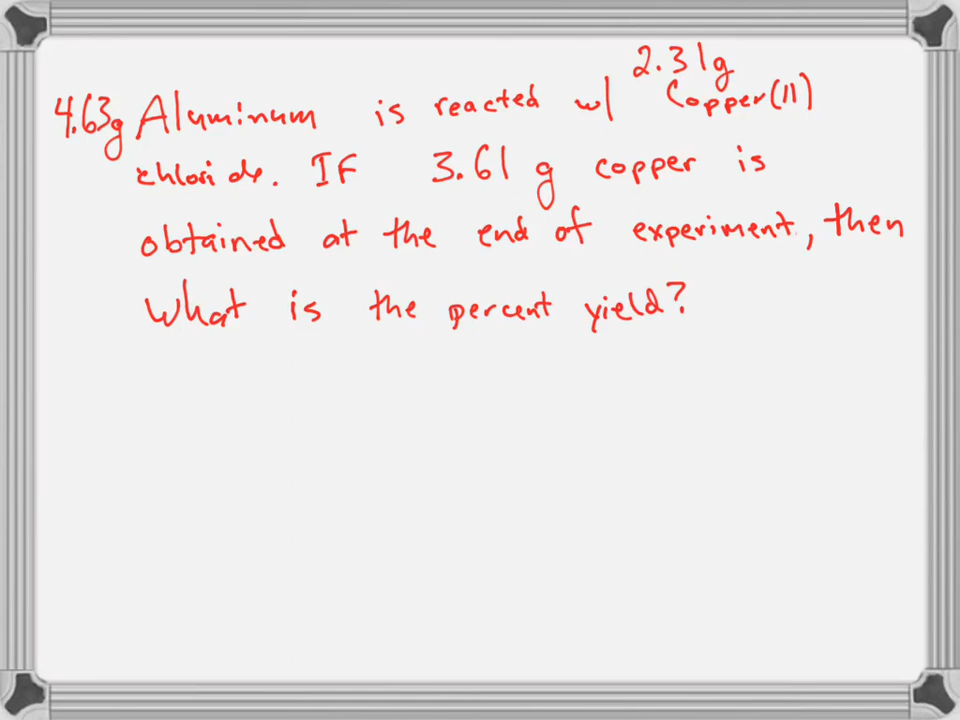 2.31g
4.63g Aluminum is reacted w/ Copper(II)
chloride. IF 3.61 g copper is
obtained at the end of experiment, then
what is the percent yield?